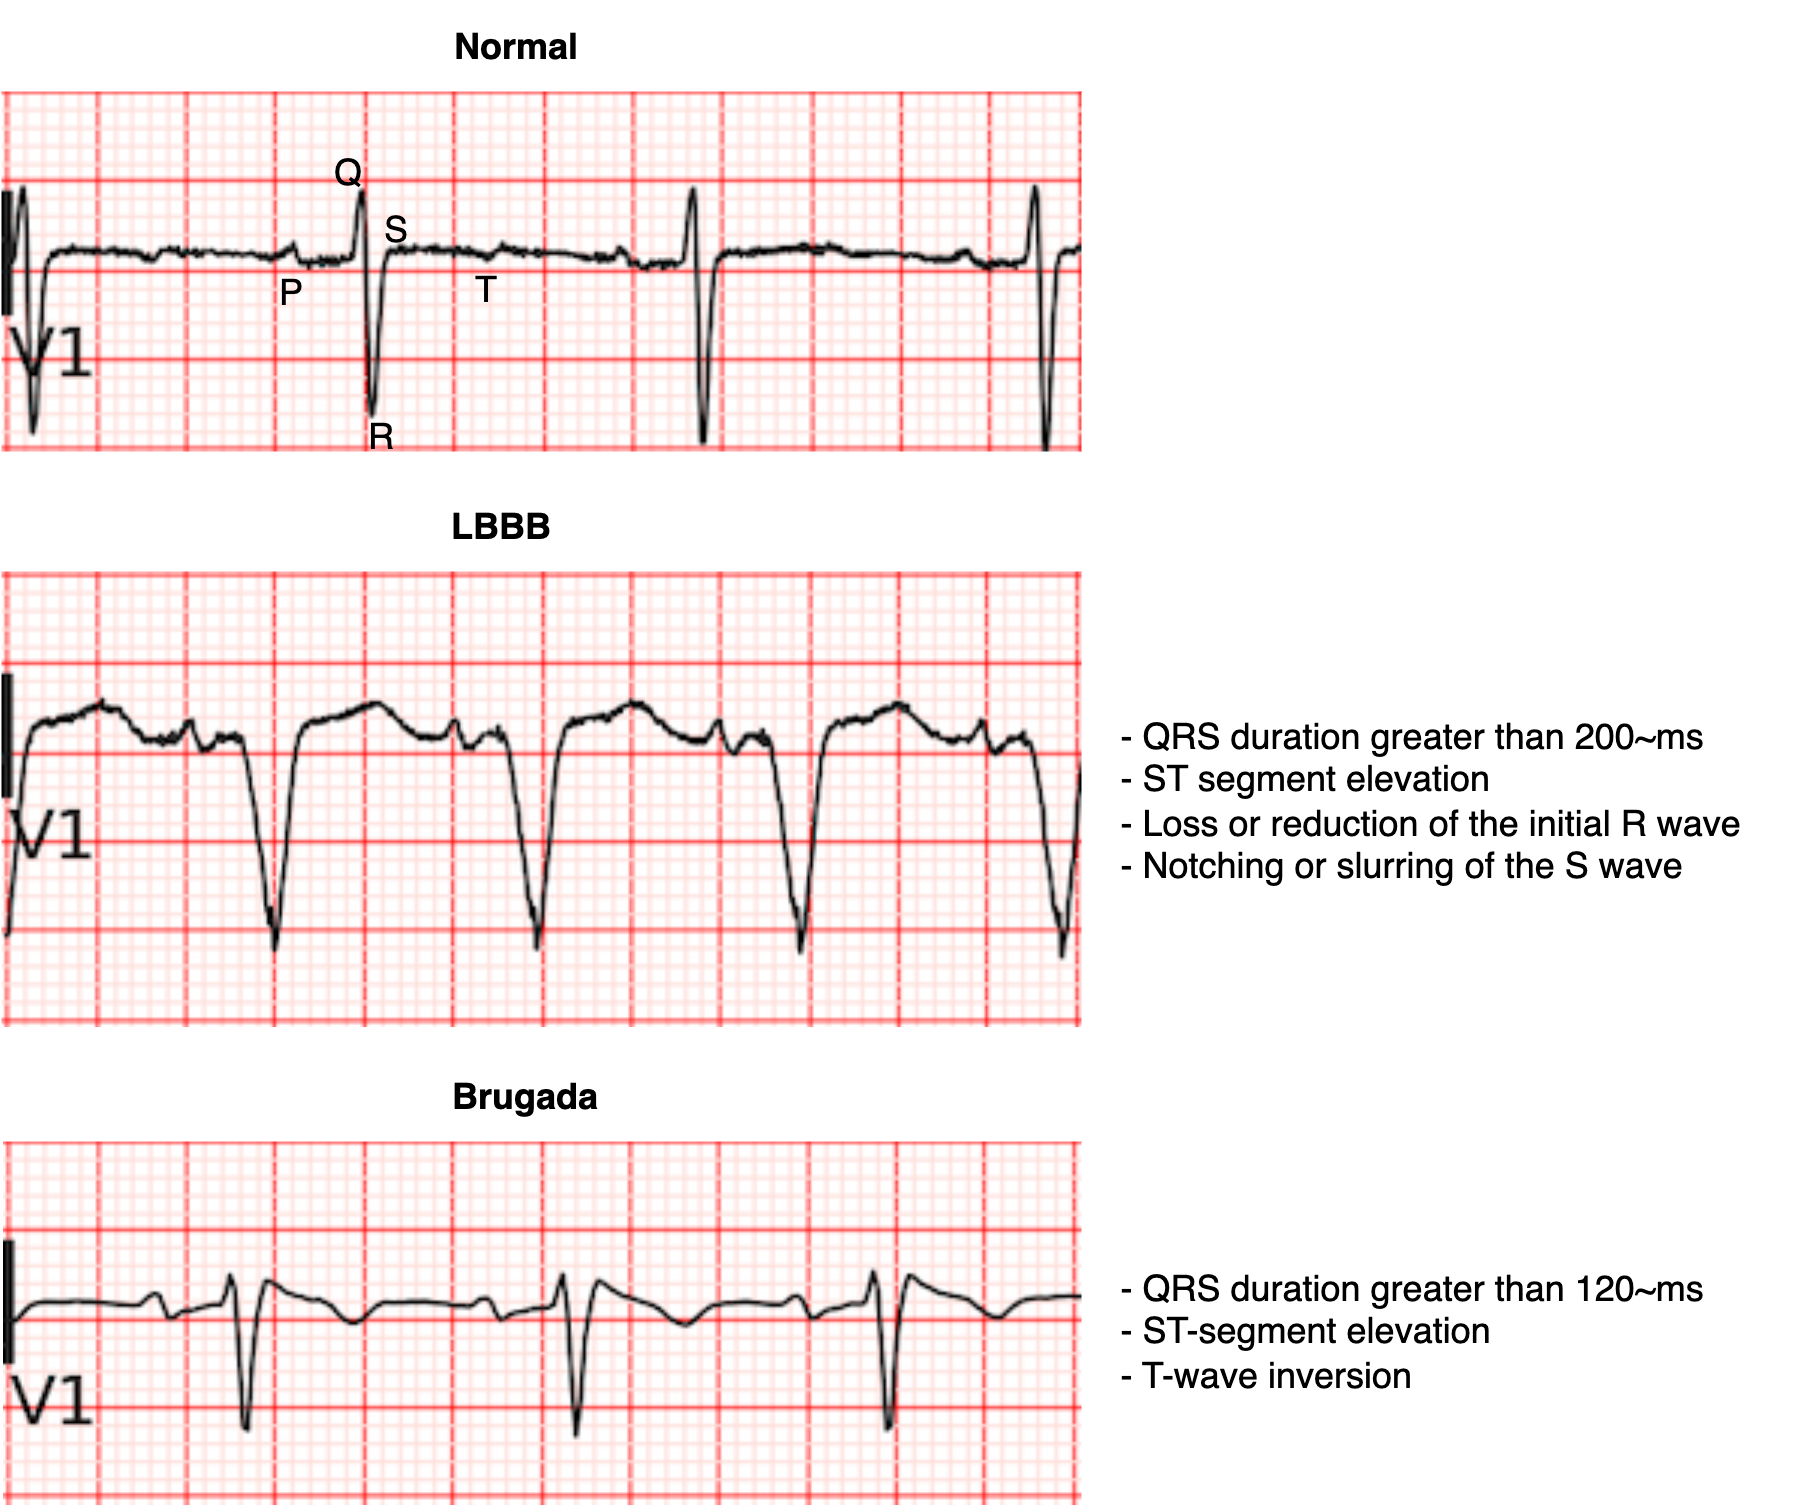 Normal
Q
S
P
T
V1
R
LBBB
- QRS duration greater than 200~ms
- ST segment elevation
- Loss or reduction of the initial R wave
- Notching or slurring of the S wave
V1
Brugada
- QRS duration greater than 120~ms
- ST-segment elevation
- T-wave inversion
V1